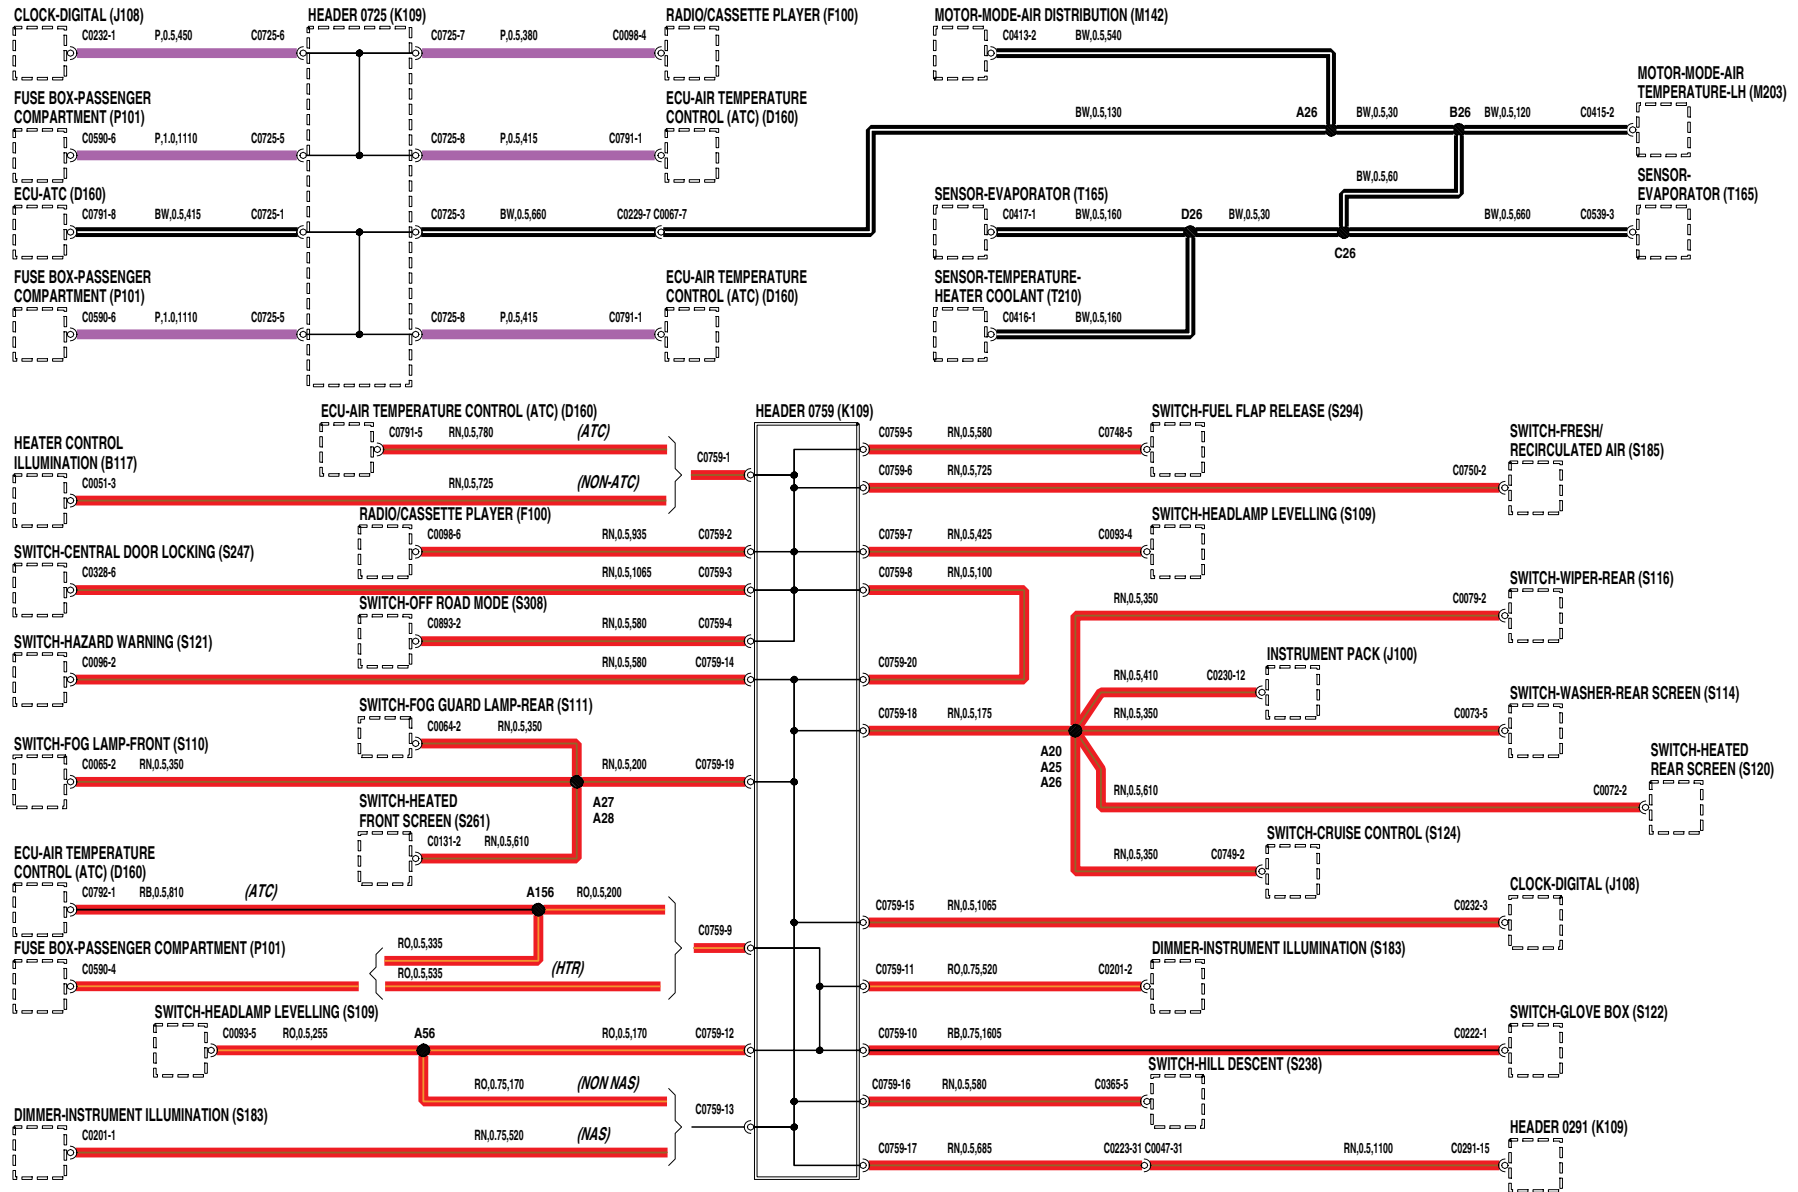 CLOCK-DIGITAL (J108)
C0232-1 P,0.5,450 C0725-6
HEADER 0725 (K109)
C0725-7 P,0.5,380 C0098-4
RADIO/CASSETTE PLAYER (F100)
FUSE BOX-PASSENGER
COMPARTMENT (P101)
C0590-6 P,1.0,1110 C0725-5
C0725-8 P,0.5,415 C0791-1
ECU-AIR TEMPERATURE
CONTROL (ATC) (D160)
ECU-ATC (D160)
C0791-8 BW,0.5,415 C0725-1
C0725-3 BW,0.5,660 C0229-7 C0067-7
FUSE BOX-PASSENGER
COMPARTMENT (P101)
C0590-6 P,1.0,1110 C0725-5
C0725-8 P,0.5,415 C0791-1
ECU-AIR TEMPERATURE
CONTROL (ATC) (D160)
MOTOR-MODE-AIR DISTRIBUTION (M142)
C0413-2 BW,0.5,540
BW,0.5,130 A26 BW,0.5,30 B26 BW,0.5,120 C0415-2
MOTOR-MODE-AIR
TEMPERATURE-LH (M203)
BW,0.5,60
SENSOR-EVAPORATOR (T165)
C0417-1 BW,0.5,160 D26 BW,0.5,30 C26 BW,0.5,660 C0539-3
SENSOR-
EVAPORATOR (T165)
SENSOR-TEMPERATURE-
HEATER COOLANT (T210)
C0416-1 BW,0.5,160
ECU-AIR TEMPERATURE CONTROL (ATC) (D160)
C0791-5 RN,0.5,780 (ATC)
HEATER CONTROL
ILLUMINATION (B117)
C0051-3 RN,0.5,725 (NON-ATC)
C0759-1
HEADER 0759 (K109)
RADIO/CASSETTE PLAYER (F100)
C0098-6 RN,0.5,935 C0759-2
SWITCH-CENTRAL DOOR LOCKING (S247)
C0328-6 RN,0.5,1065 C0759-3
SWITCH-OFF ROAD MODE (S308)
C0893-2 RN,0.5,580 C0759-4
SWITCH-HAZARD WARNING (S121)
C0096-2 RN,0.5,580 C0759-14
SWITCH-FOG GUARD LAMP-REAR (S111)
C0064-2 RN,0.5,350
SWITCH-FOG LAMP-FRONT (S110)
C0065-2 RN,0.5,350 RN,0.5,200 C0759-19
A27
A28
SWITCH-HEATED
FRONT SCREEN (S261)
C0131-2 RN,0.5,610
ECU-AIR TEMPERATURE
CONTROL (ATC) (D160)
C0792-1 RB,0.5,810 (ATC) A156 RO,0.5,200
C0759-9
FUSE BOX-PASSENGER COMPARTMENT (P101)
C0590-4
RO,0.5,335
RO,0.5,535 (HTR)
SWITCH-HEADLAMP LEVELLING (S109)
C0093-5 RO,0.5,255 A56 RO,0.5,170 C0759-12
RO,0.75,170 (NON NAS)
C0759-13
DIMMER-INSTRUMENT ILLUMINATION (S183)
C0201-1 RN,0.75,520 (NAS)
SWITCH-FUEL FLAP RELEASE (S294)
C0759-5 RN,0.5,580 C0748-5
SWITCH-FRESH/
RECIRCULATED AIR (S185)
C0759-6 RN,0.5,725 C0750-2
SWITCH-HEADLAMP LEVELLING (S109)
C0759-7 RN,0.5,425 C0093-4
C0759-8 RN,0.5,100
SWITCH-WIPER-REAR (S116)
RN,0.5,350 C0079-2
C0759-20
INSTRUMENT PACK (J100)
RN,0.5,410 C0230-12
SWITCH-WASHER-REAR SCREEN (S114)
C0759-18 RN,0.5,175 RN,0.5,350 C0073-5
A20
A25
A26
SWITCH-HEATED
REAR SCREEN (S120)
RN,0.5,610 C0072-2
SWITCH-CRUISE CONTROL (S124)
RN,0.5,350 C0749-2
CLOCK-DIGITAL (J108)
C0759-15 RN,0.5,1065 C0232-3
DIMMER-INSTRUMENT ILLUMINATION (S183)
C0759-11 RO,0.75,520 C0201-2
SWITCH-GLOVE BOX (S122)
C0759-10 RB,0.75,1605 C0222-1
SWITCH-HILL DESCENT (S238)
C0759-16 RN,0.5,580 C0365-5
HEADER 0291 (K109)
C0759-17 RN,0.5,685 C0223-31 C0047-31 RN,0.5,1100 C0291-15